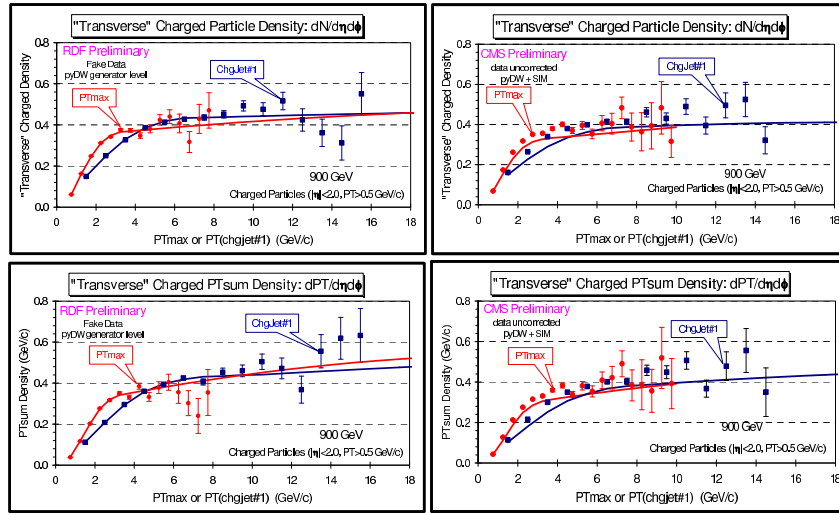 "Transverse" Charged Particle Density: dN/dηdϕ
RDF Preliminary
Fake Data
pyDW generator level
ChgJet#1
PTmax
900 GeV
Charged Particles (|η|<2.0, PT>0.5 GeV/c)
"Transverse" Charged Density
0.8
0.6
0.4
0.2
0.0
0 2 4 6 8 10 12 14 16 18
PTmax or PT(chgjet#1) (GeV/c)
"Transverse" Charged Particle Density: dN/dηdϕ
CMS Preliminary
data uncorrected
pyDW + SIM
ChgJet#1
PTmax
900 GeV
Charged Particles (|η|<2.0, PT>0.5 GeV/c)
"Transverse" Charged Density
0.8
0.6
0.4
0.2
0.0
0 2 4 6 8 10 12 14 16 18
PTmax or PT(chgjet#1) (GeV/c)
"Transverse" Charged PTsum Density: dPT/dηdϕ
RDF Preliminary
Fake Data
pyDW generator level
ChgJet#1
PTmax
900 GeV
Charged Particles (|η|<2.0, PT>0.5 GeV/c)
PTsum Density (GeV/c)
0.8
0.6
0.4
0.2
0.0
0 2 4 6 8 10 12 14 16 18
PTmax or PT(chgjet#1) (GeV/c)
"Transverse" Charged PTsum Density: dPT/dηdϕ
CMS Preliminary
data uncorrected
pyDW + SIM
ChgJet#1
PTmax
900 GeV
Charged Particles (|η|<2.0, PT>0.5 GeV/c)
PTsum Density (GeV/c)
0.8
0.6
0.4
0.2
0.0
0 2 4 6 8 10 12 14 16 18
PTmax or PT(chgjet#1) (GeV/c)